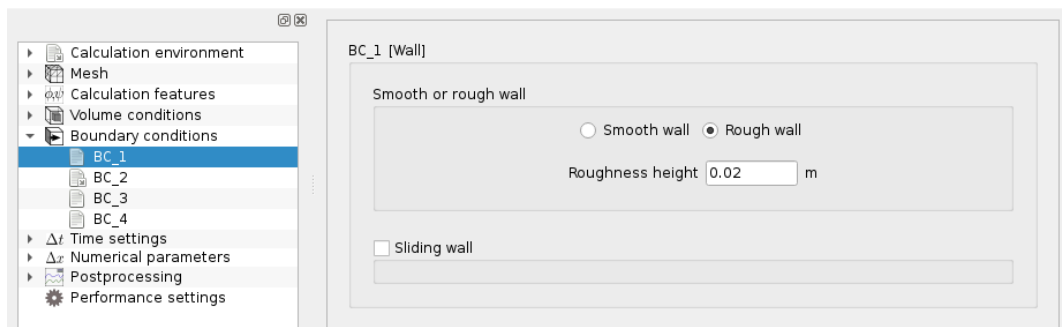 Calculation environment
Mesh
φ,ψ Calculation features
Volume conditions
Boundary conditions
BC_1
BC_2
BC_3
BC_4
Δt Time settings
Δx Numerical parameters
Postprocessing
Performance settings
BC_1 [Wall]
Smooth or rough wall
Smooth wall Rough wall
Roughness height 0.02 m
Sliding wall